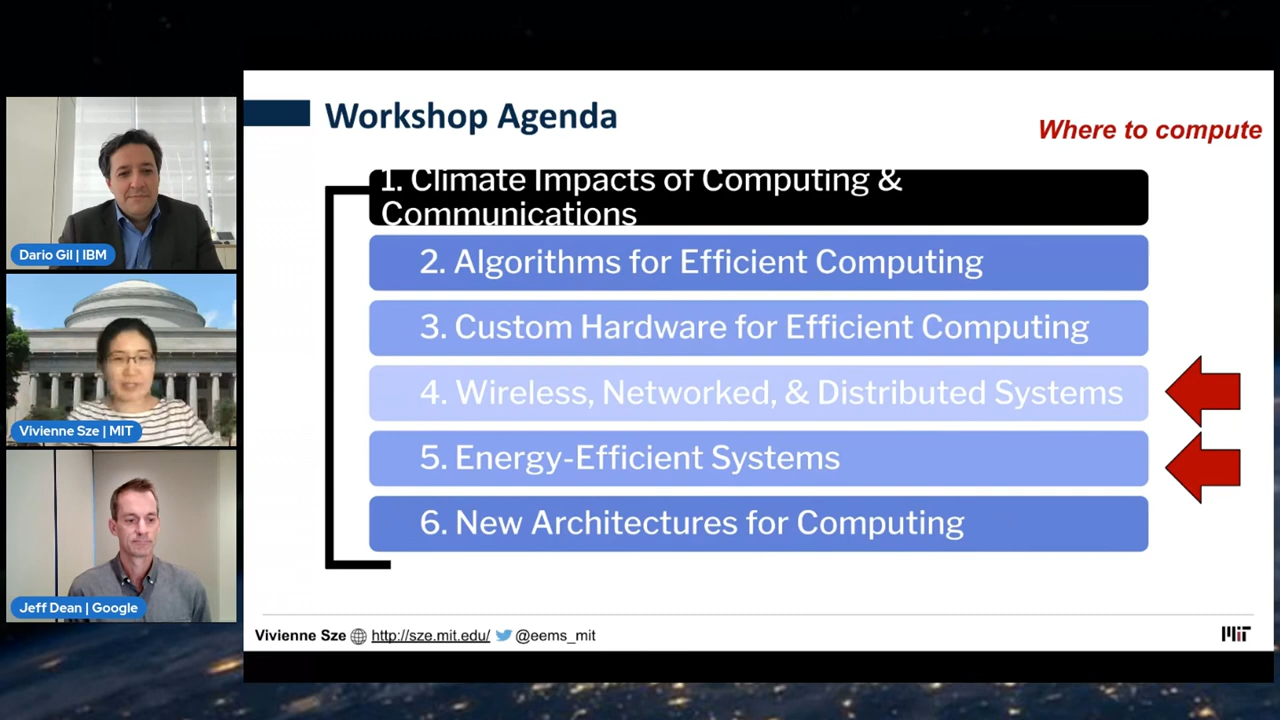 Dario Gil | IBM
Vivienne Sze | MIT
Jeff Dean | Google
Workshop Agenda
Where to compute
1. Climate Impacts of Computing &
Communications
2. Algorithms for Efficient Computing
3. Custom Hardware for Efficient Computing
4. Wireless, Networked, & Distributed Systems
5. Energy-Efficient Systems
6. New Architectures for Computing
Vivienne Sze http://sze.mit.edu/ @eems_mit
MIT